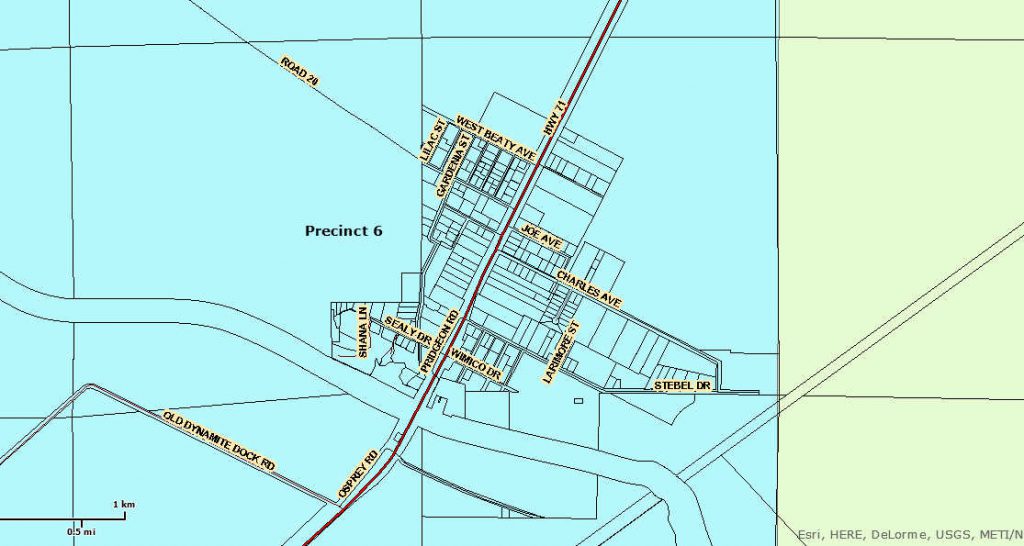 ROAD 20
HWY 71
WEST BEATY AVE
LILAC ST
GARDENIA ST
Precinct 6
JOE AVE
CHARLES AVE
SHANA LN
SEALY DR
PRIDGEON RD
WIMICO DR
LARIMORE ST
STEBEL DR
OLD DYNAMITE DOCK RD
OSPREY RD
1 km
0.5 mi
Esri, HERE, DeLorme, USGS, METI/N